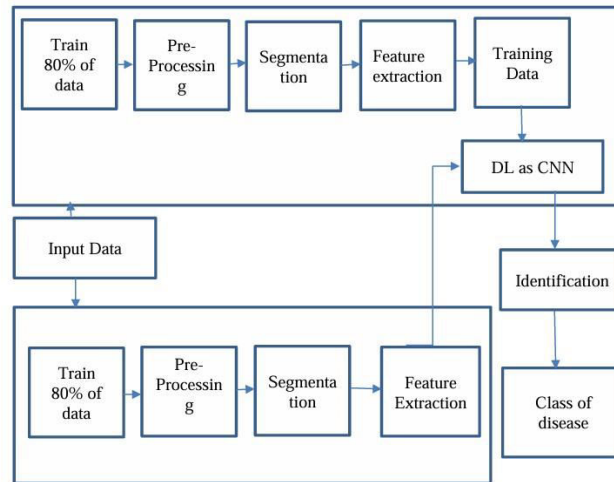 Train
80% of
data
Pre-
Processin
g
Segmenta
tion
Feature
extraction
Training
Data
DL as CNN
Input Data
Identification
Train
80% of
data
Pre-
Processin
g
Segmenta
tion
Feature
Extraction
Class of
disease